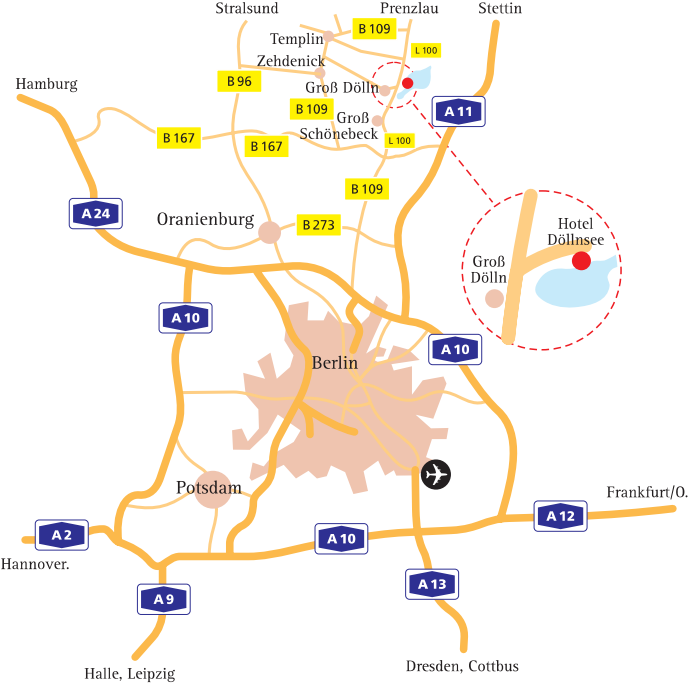 Stralsund
Prenzlau
Stettin
Templin
B 109
L 100
Zehdenick
Hamburg
B 96
Groß Dölln
B 109
A 11
Groß
Schönebeck
B 167
B 167
L 100
B 109
A 24
Oranienburg
B 273
Hotel
Döllnsee
Groß
Dölln
A 10
A 10
Berlin
Potsdam
Frankfurt/O.
A 12
A 2
A 10
Hannover.
A 9
A 13
Halle, Leipzig
Dresden, Cottbus